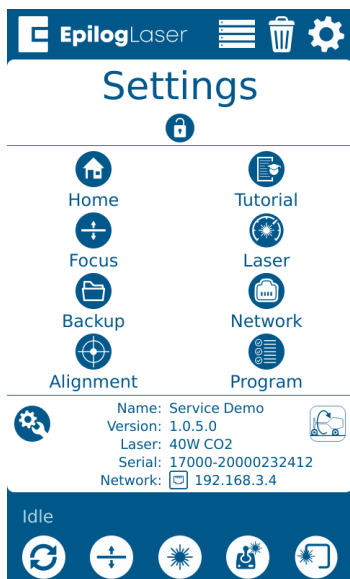 EpilogLaser
Settings
Home
Tutorial
Focus
Laser
Backup
Network
Alignment
Program
Name: Service Demo
Version: 1.0.5.0
Laser: 40W CO2
Serial: 17000-20000232412
Network: 192.168.3.4
Idle